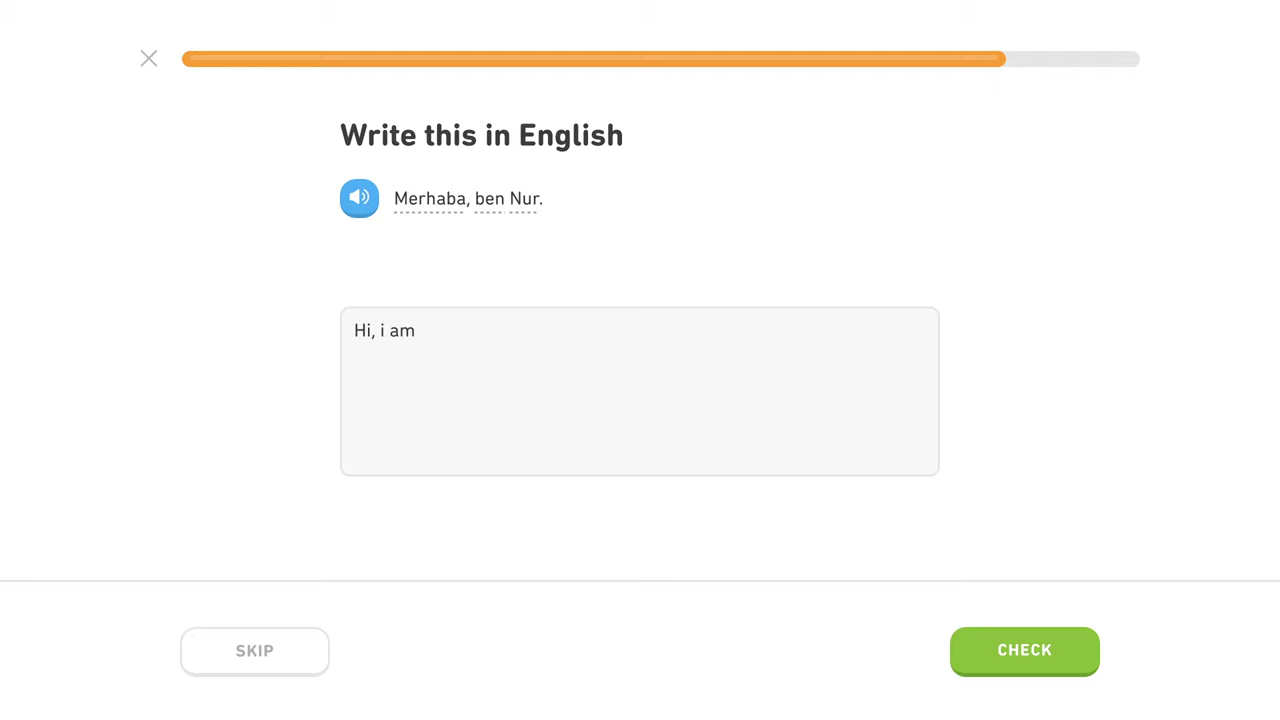 Write this in English
Merhaba, ben Nur.
Hi, i am
SKIP
CHECK